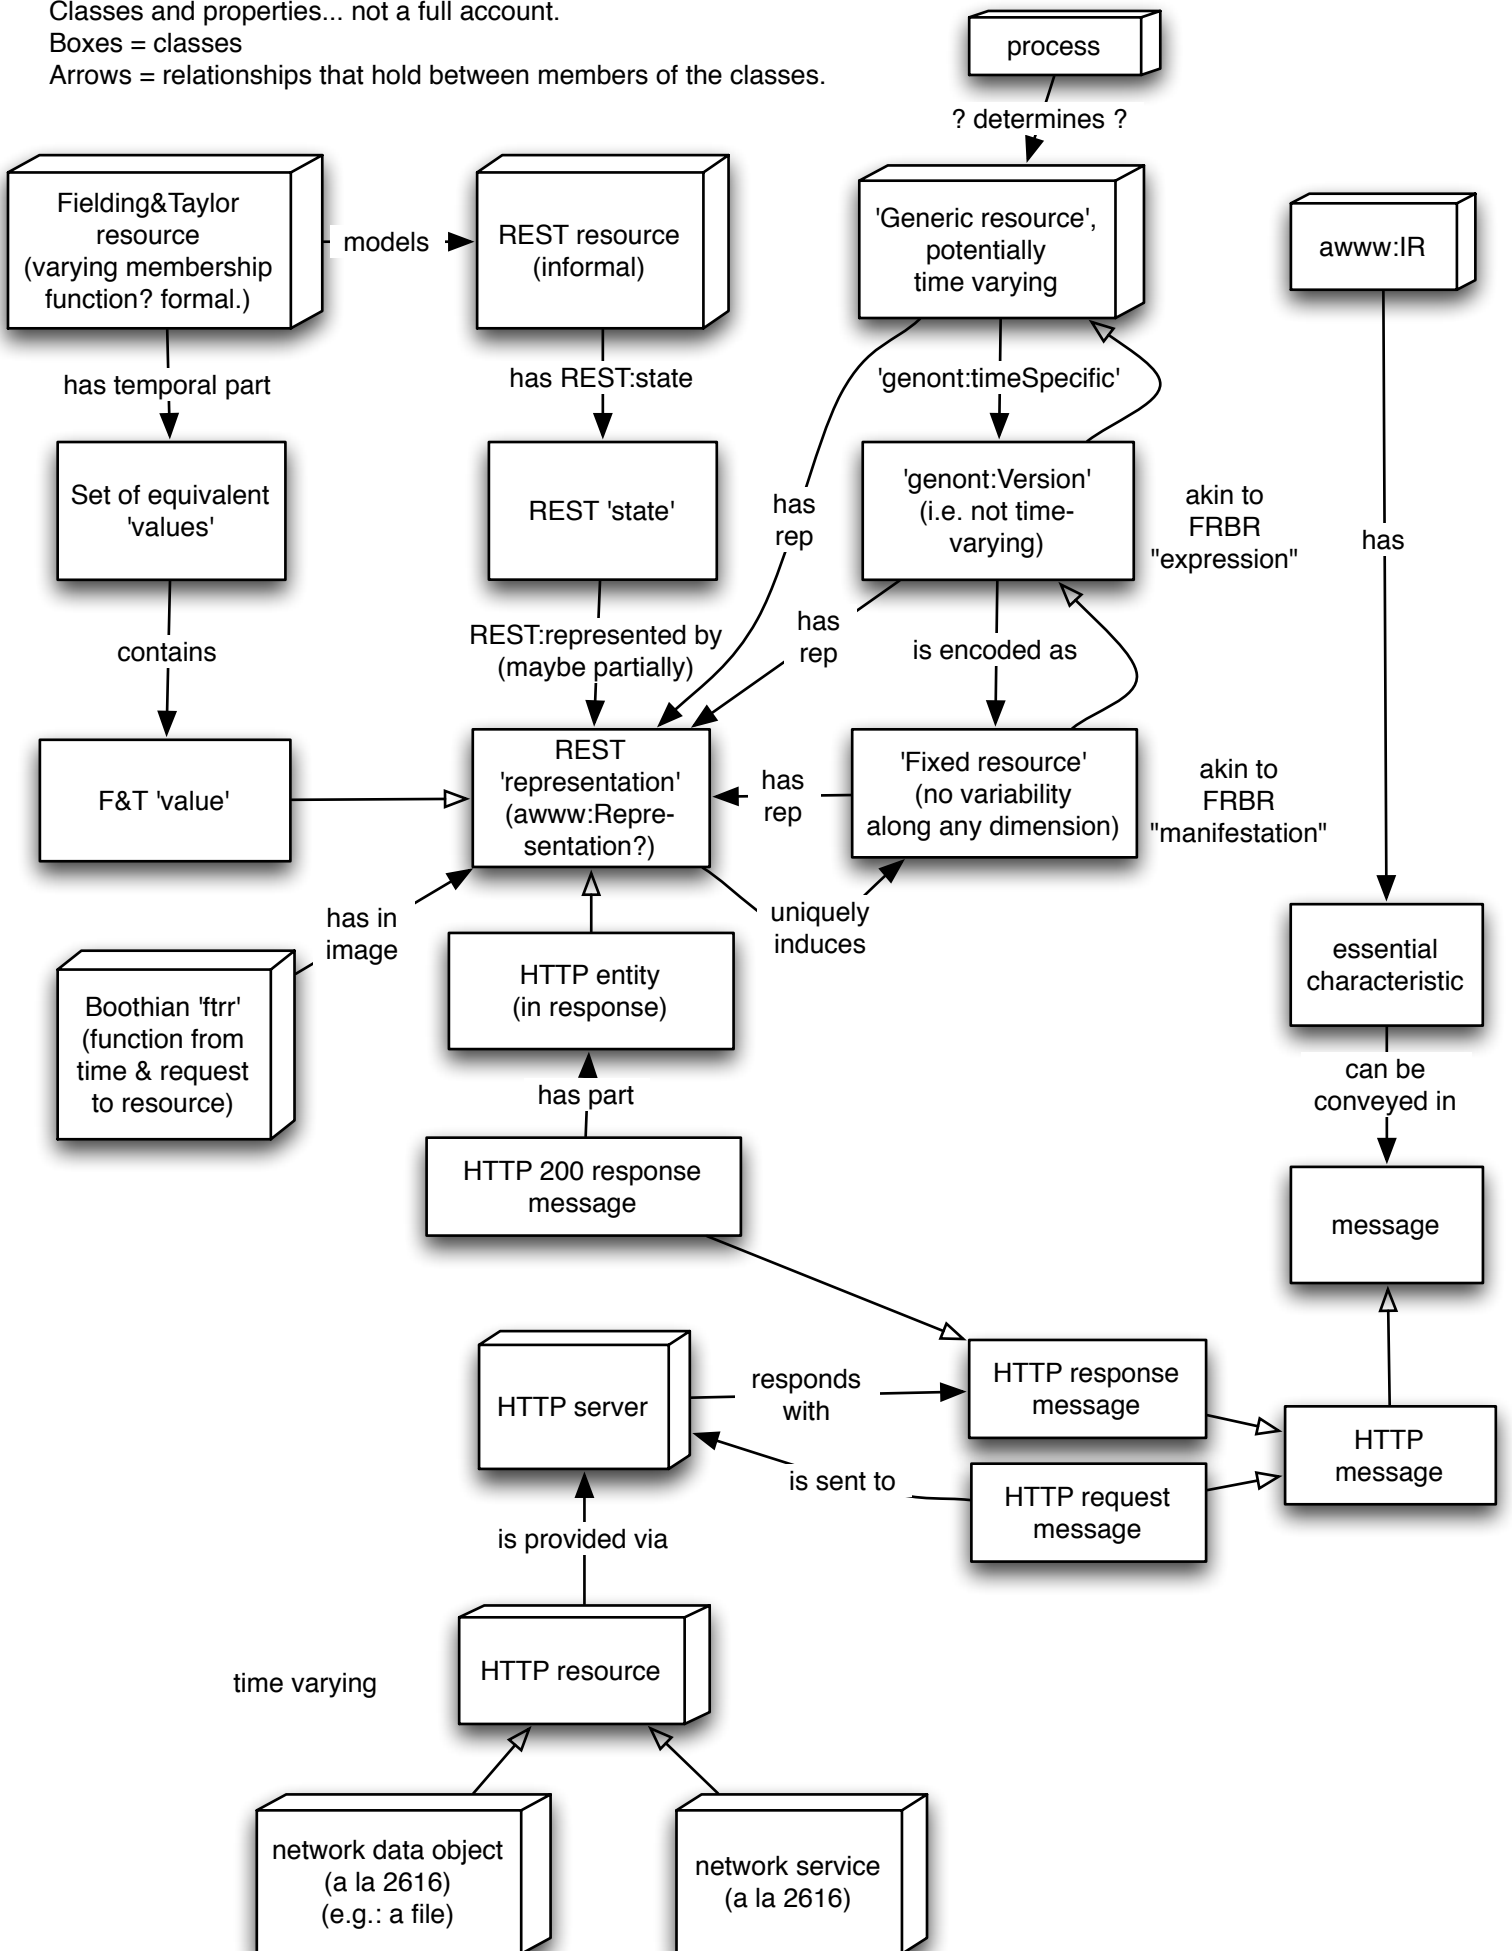 Classes and properties... not a full account.
Boxes = classes
Arrows = relationships that hold between members of the classes.
process
? determines ?
Fielding&Taylor
resource
(varying membership
function? formal.)
models
REST resource
(informal)
'Generic resource',
potentially
time varying
awww:IR
has temporal part
has REST:state
'genont:timeSpecific'
Set of equivalent
'values'
REST 'state'
has
rep
'genont:Version'
(i.e. not time-
varying)
akin to
FRBR
"expression"
has
contains
REST:represented by
(maybe partially)
has
rep
is encoded as
F&T 'value'
REST
'representation'
(awww:Repre-
sentation?)
has
rep
'Fixed resource'
(no variability
along any dimension)
akin to
FRBR
"manifestation"
has in
image
uniquely
induces
essential
characteristic
Boothian 'ftrr'
(function from
time & request
to resource)
HTTP entity
(in response)
has part
can be
conveyed in
HTTP 200 response
message
message
HTTP server
responds
with
HTTP response
message
HTTP
message
is sent to
HTTP request
message
is provided via
time varying
HTTP resource
network data object
(a la 2616)
(e.g.: a file)
network service
(a la 2616)